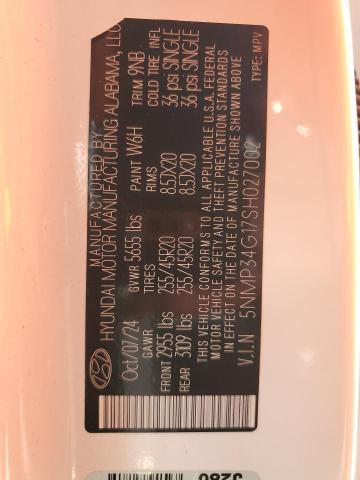 MANUFACTURED BY
HYUNDAI MOTOR MANUFACTURING ALABAMA, LLC
Oct/07/24 GVWR 5655 lbs PAINT W6H TRIM 9NB
GAWR TIRES RIMS COLD TIRE INFL
FRONT 2955 lbs 255/45R20 8.5JX20 36 psi SINGLE
REAR 3109 lbs 255/45R20 8.5JX20 36 psi SINGLE
THIS VEHICLE CONFORMS TO ALL APPLICABLE U.S.A. FEDERAL
MOTOR VEHICLE SAFETY AND THEFT PREVENTION STANDARDS
IN EFFECT ON THE DATE OF MANUFACTURE SHOWN ABOVE
V.I.N 5NMP34G17SH027002 TYPE: MPV